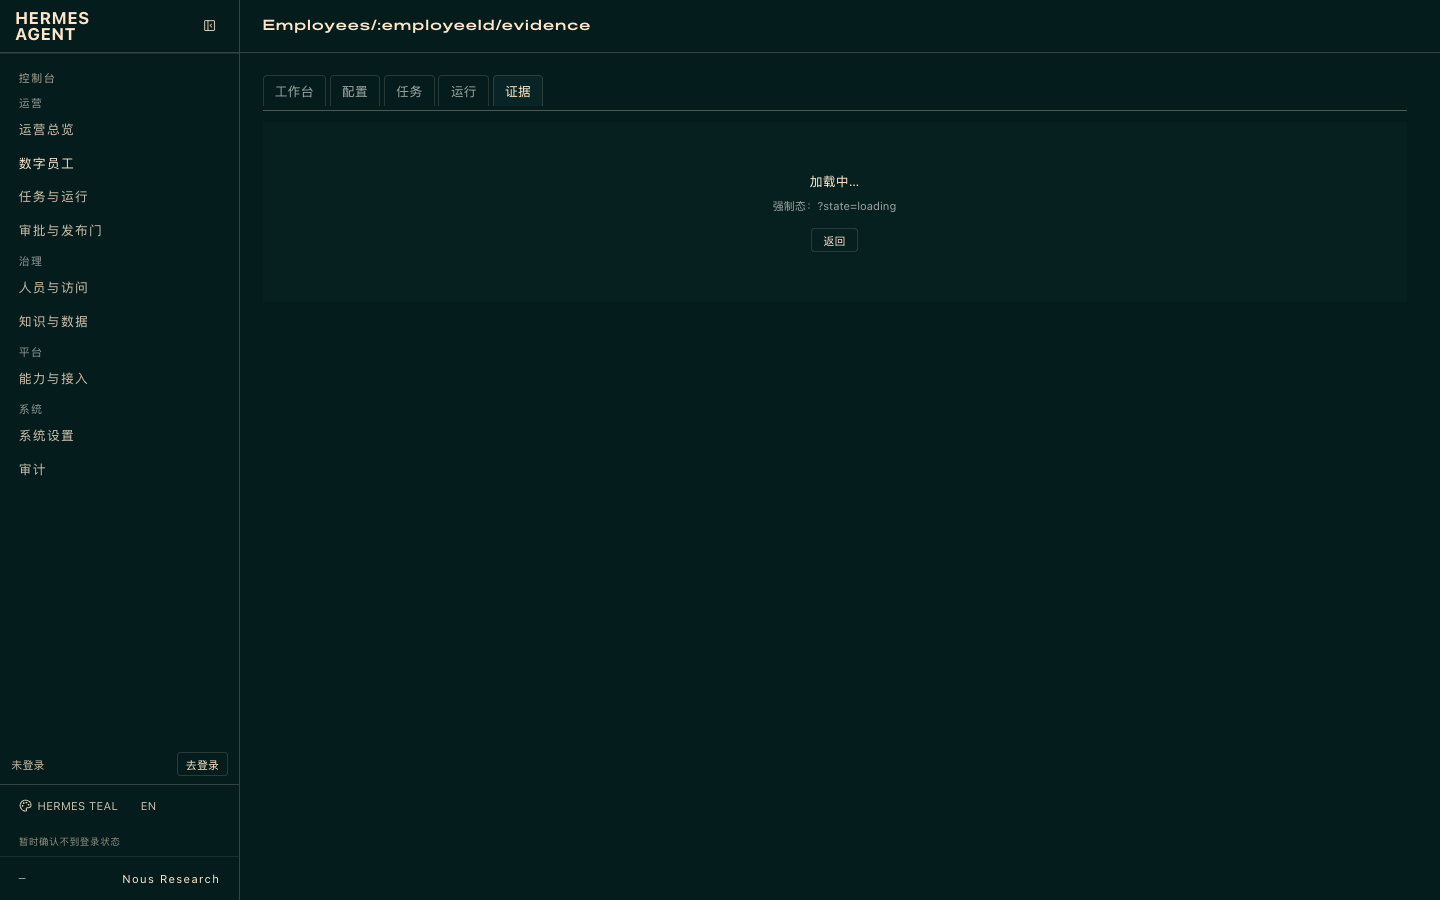 HERMES
AGENT
Employees/:employeeId/evidence
控制台
运营
运营总览
数字员工
任务与运行
审批与发布门
治理
人员与访问
知识与数据
平台
能力与接入
系统
系统设置
审计
工作台
配置
任务
运行
证据
加载中...
强制态：?state=loading
返回
未登录
去登录
HERMES TEAL
EN
暂时确认不到登录状态
—
Nous Research